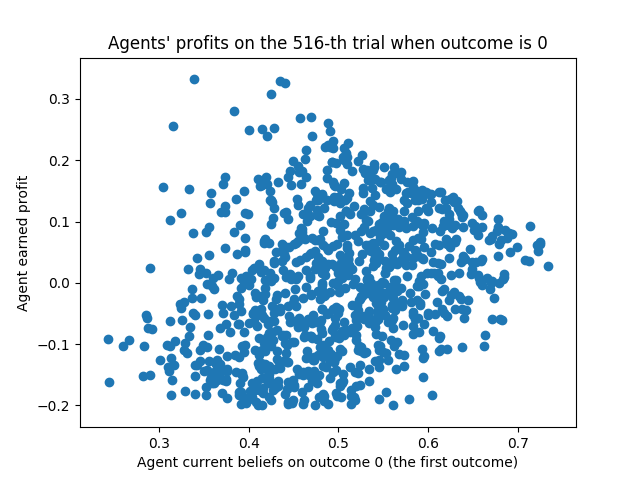 Agents' profits on the 516-th trial when outcome is 0
Agent earned profit
0.3
0.2
0.1
0.0
−0.1
−0.2
0.3 0.4 0.5 0.6 0.7
Agent current beliefs on outcome 0 (the first outcome)